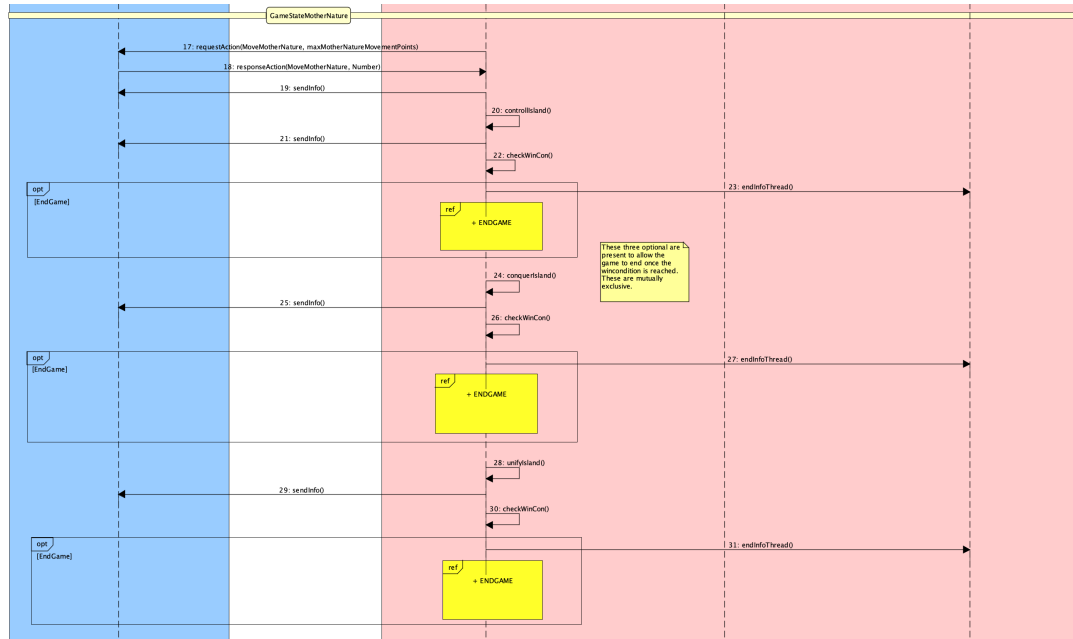 GameStateMotherNature
17: requestAction(MoveMotherNature, maxMotherNatureMovementPoints)
18: responseAction(MoveMotherNature, Number)
19: sendInfo()
20: controlIsland()
21: sendInfo()
22: checkWinCon()
opt
23: endInfoThread()
[EndGame]
ref
+ ENDGAME
These three optional are
present to allow the
game to end once the
wincondition is reached.
These are mutually
exclusive.
24: conquerIsland()
25: sendInfo()
26: checkWinCon()
opt
27: endInfoThread()
[EndGame]
ref
+ ENDGAME
28: unifyIsland()
29: sendInfo()
30: checkWinCon()
opt
31: endInfoThread()
[EndGame]
ref
+ ENDGAME